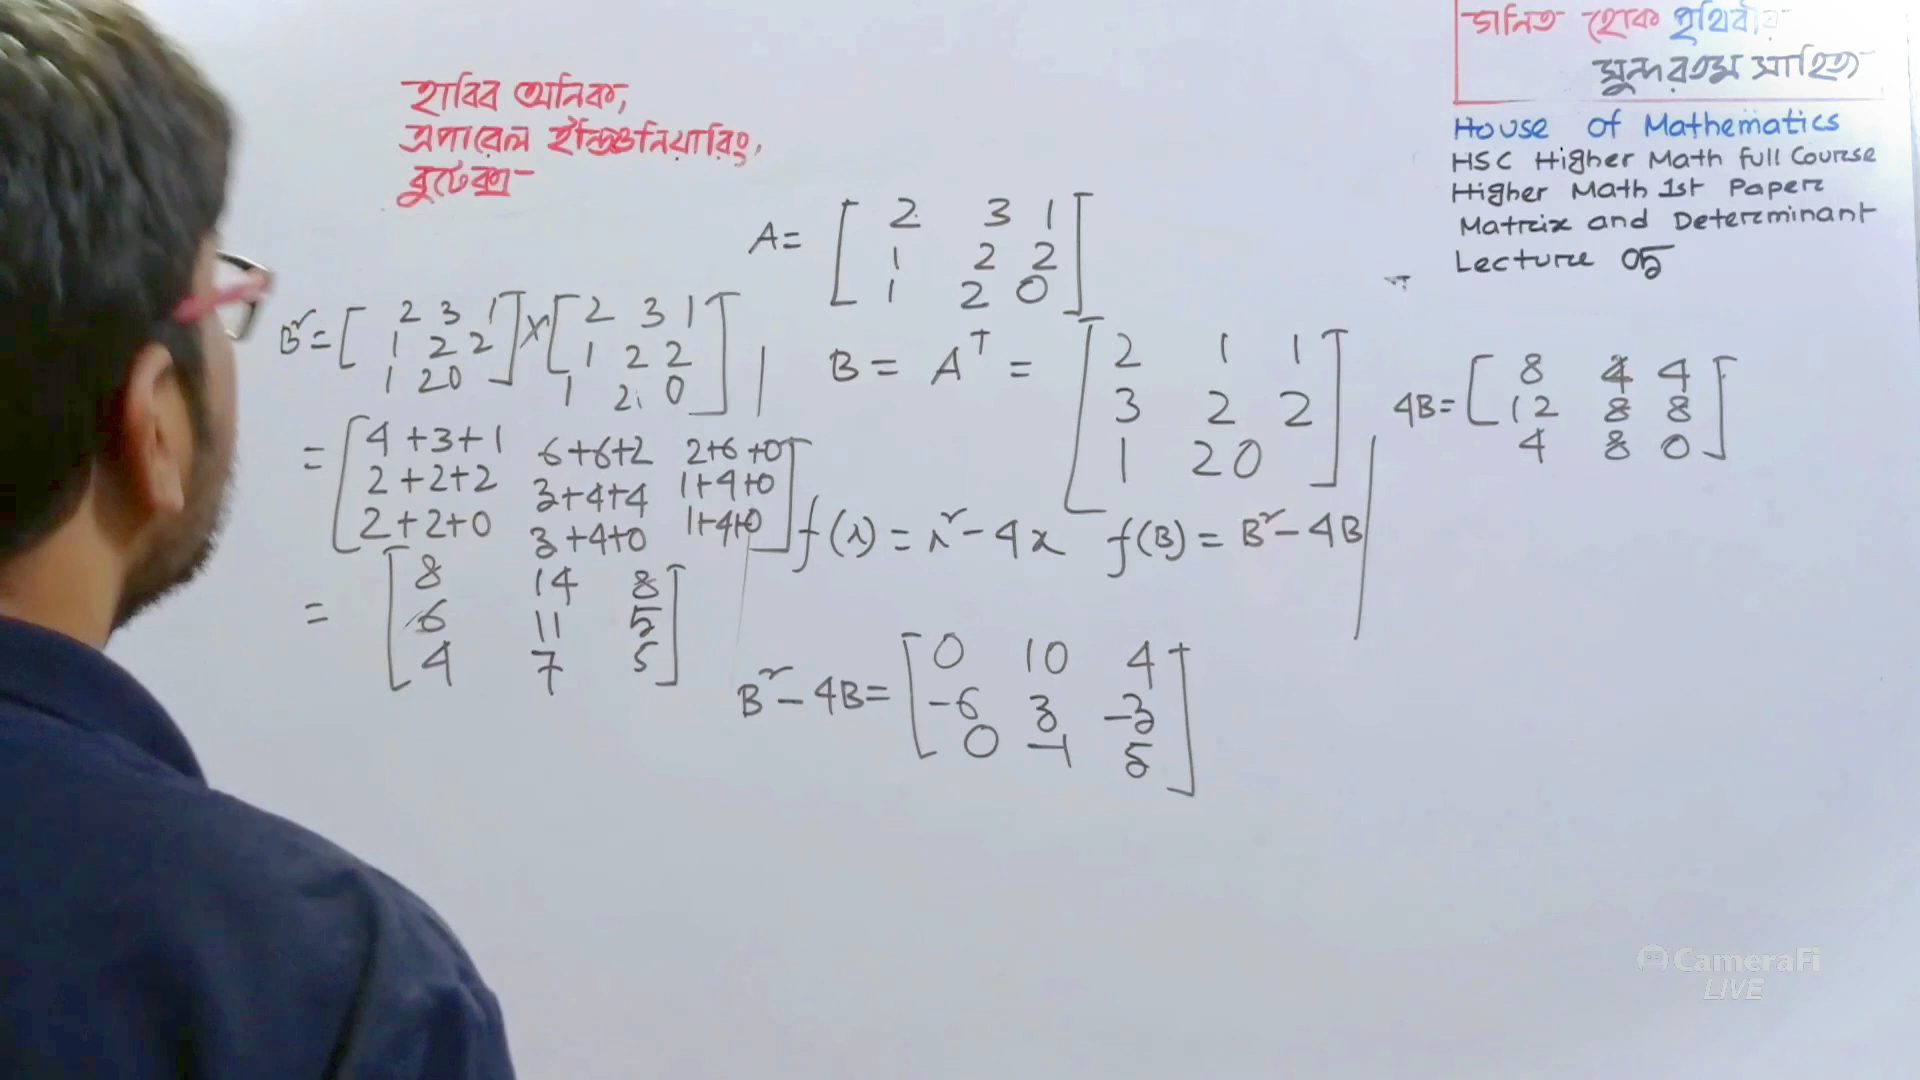 গনিত হোক পৃথিবীর
সুন্দরতম সাহিত্য
House of Mathematics
HSC Higher Math full Course
Higher Math 1st Paper
Matrix and Determinant
Lecture 05
হাবিব অনিক,
এপারেল ইন্জিনিয়ারিং,
বুটেক্স-
A= [ 2 3 1
1 2 2
1 2 0 ]
B² = [ 2 3 1
1 2 2
1 2 0 ] × [ 2 3 1
1 2 2
1 2 0 ]
= [ 4+3+1 6+6+2 2+6+0
2+2+2 3+4+4 1+4+0
2+2+0 3+4+0 1+4+0 ]
= [ 8 14 8
6 11 5
4 7 5 ]
B = Aᵀ = [ 2 1 1
3 2 2
1 2 0 ]
f(x) = x² - 4x f(B) = B² - 4B
B² - 4B = [ 0 10 4
-6 3 -3
0 -1 5 ]
4B= [ 8 4 4
12 8 8
4 8 0 ]
CameraFi
LIVE